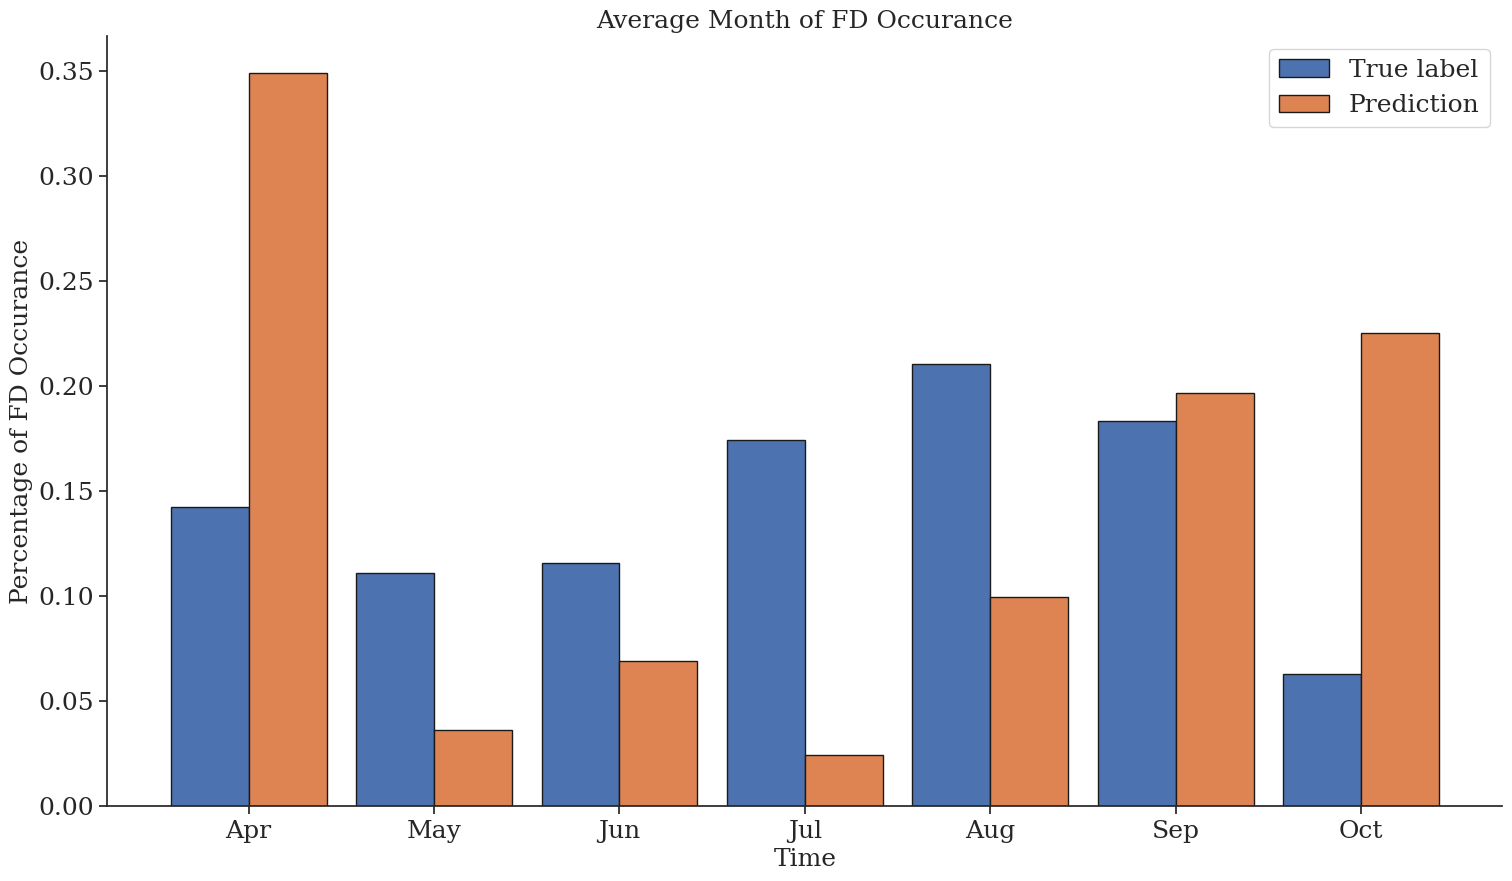 Average Month of FD Occurance
True label
Prediction
Percentage of FD Occurance
0.35
0.30
0.25
0.20
0.15
0.10
0.05
0.00
Apr May Jun Jul Aug Sep Oct
Time